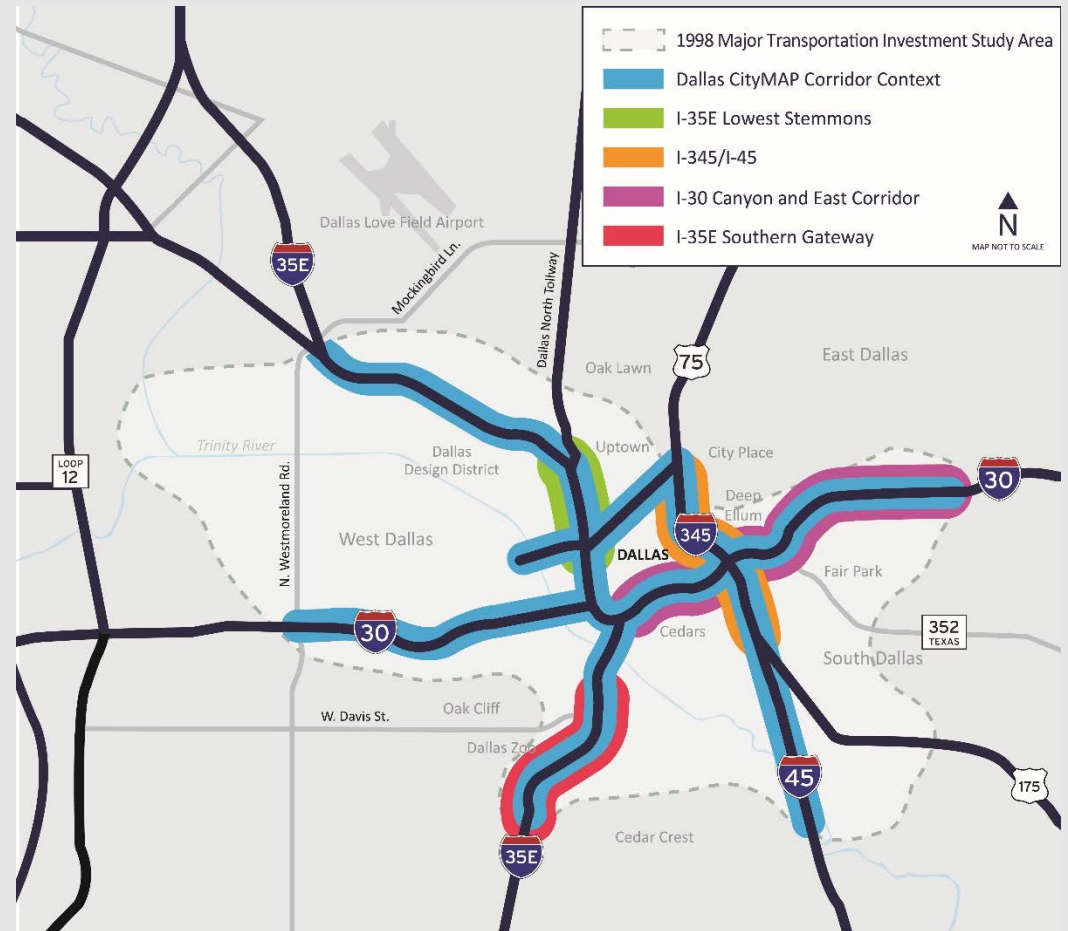 1998 Major Transportation Investment Study Area
Dallas CityMAP Corridor Context
I-35E Lowest Stemmons
I-345/I-45
I-30 Canyon and East Corridor
I-35E Southern Gateway
N
MAP NOT TO SCALE
Dallas Love Field Airport
35E
Mockingbird Ln.
Dallas North Tollway
75
East Dallas
Oak Lawn
Trinity River
Dallas
Design District
Uptown
City Place
LOOP
12
N. Westmoreland Rd.
West Dallas
Deep
Ellum
30
345
DALLAS
Fair Park
30
Cedars
352
TEXAS
South Dallas
W. Davis St.
Oak Cliff
Dallas Zoo
45
175
Cedar Crest
35E